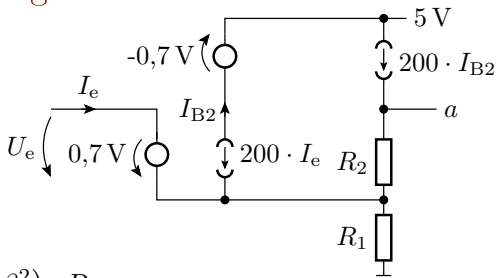 5 V
-0,7 V
200 · I_B2
I_e
I_B2
a
U_e
0,7 V
200 · I_e
R_2
R_1